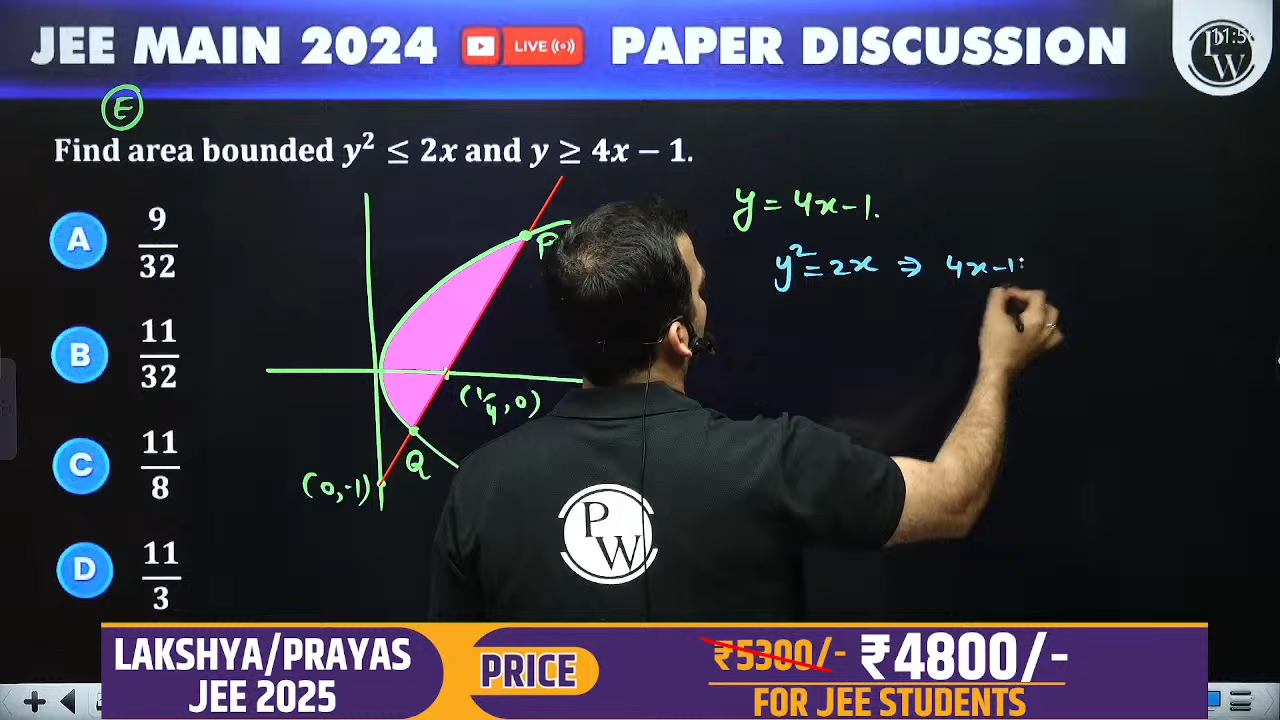 JEE MAIN 2024 LIVE PAPER DISCUSSION
PW
E
Find area bounded y² ≤ 2x and y ≥ 4x − 1.
A 9/32
B 11/32
C 11/8
D 11/3
P
(1/4, 0)
Q
(0,-1)
y = 4x-1.
y² = 2x ⇒ 4x-1
PW
LAKSHYA/PRAYAS
JEE 2025
PRICE
₹5300/- ₹4800/-
FOR JEE STUDENTS